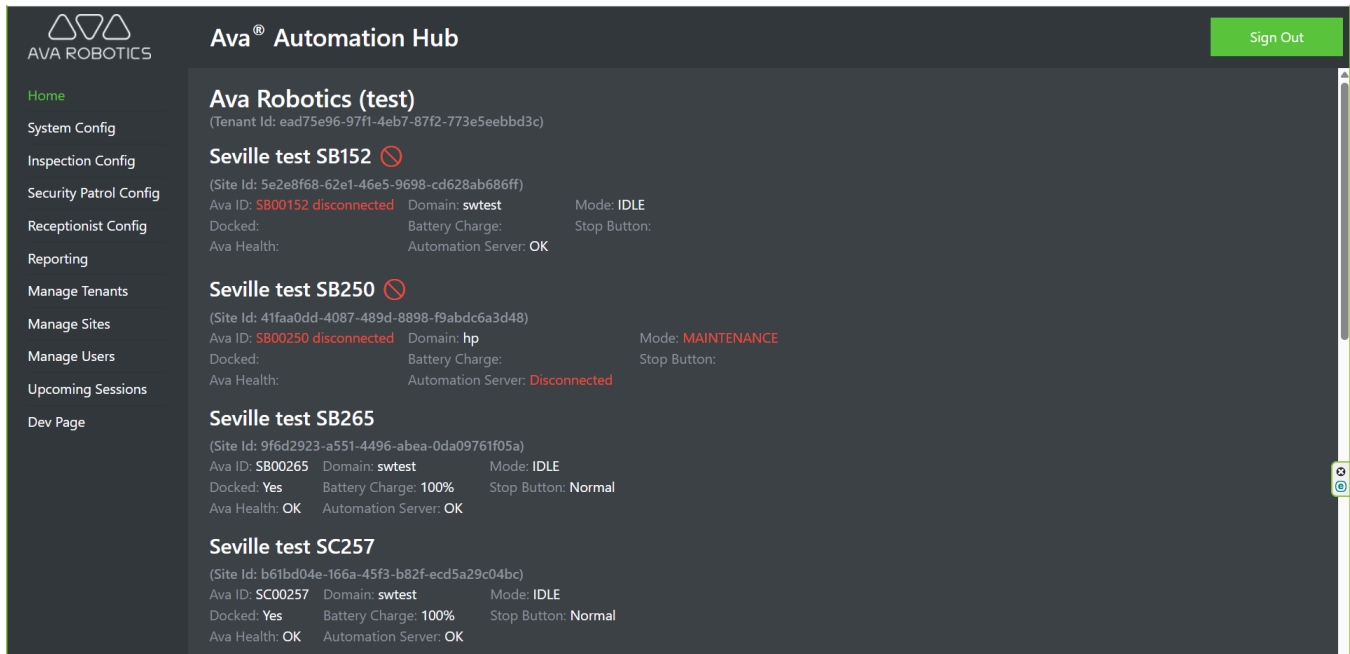 AVA ROBOTICS
Ava® Automation Hub
Sign Out
Home
System Config
Inspection Config
Security Patrol Config
Receptionist Config
Reporting
Manage Tenants
Manage Sites
Manage Users
Upcoming Sessions
Dev Page
Ava Robotics (test)
(Tenant Id: ead75e96-97f1-4eb7-87f2-773e5eebbd3c)
Seville test SB152
(Site Id: 5e2e8f68-62e1-46e5-9698-cd628ab686ff)
Ava ID: SB00152 disconnected Domain: swtest Mode: IDLE
Docked: Battery Charge: Stop Button:
Ava Health: Automation Server: OK
Seville test SB250
(Site Id: 41faa0dd-4087-489d-8898-f9abdc6a3d48)
Ava ID: SB00250 disconnected Domain: hp Mode: MAINTENANCE
Docked: Battery Charge: Stop Button:
Ava Health: Automation Server: Disconnected
Seville test SB265
(Site Id: 9f6d2923-a551-4496-abea-0da09761f05a)
Ava ID: SB00265 Domain: swtest Mode: IDLE
Docked: Yes Battery Charge: 100% Stop Button: Normal
Ava Health: OK Automation Server: OK
Seville test SC257
(Site Id: b61bd04e-166a-45f3-b82f-ecd5a29c04bc)
Ava ID: SC00257 Domain: swtest Mode: IDLE
Docked: Yes Battery Charge: 100% Stop Button: Normal
Ava Health: OK Automation Server: OK